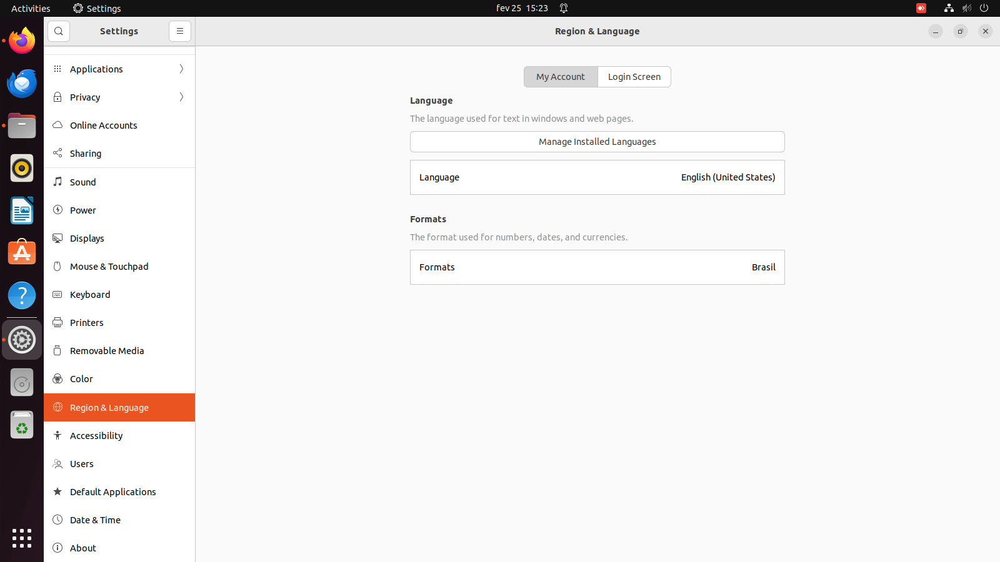 Activities
Settings
fev 25 15:23
Settings
Region & Language
Applications
Privacy
Online Accounts
Sharing
Sound
Power
Displays
Mouse & Touchpad
Keyboard
Printers
Removable Media
Color
Region & Language
Accessibility
Users
Default Applications
Date & Time
About
My Account
Login Screen
Language
The language used for text in windows and web pages.
Manage Installed Languages
Language
English (United States)
Formats
The format used for numbers, dates, and currencies.
Formats
Brasil